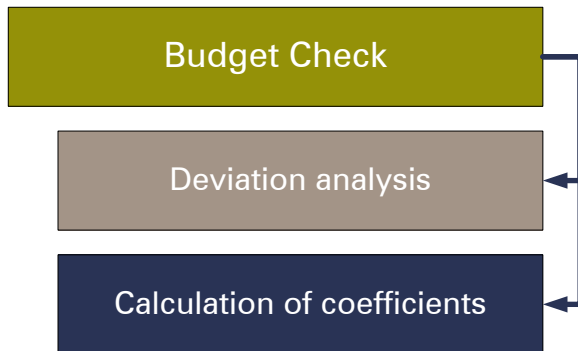 Budget Check
Deviation analysis
Calculation of coefficients